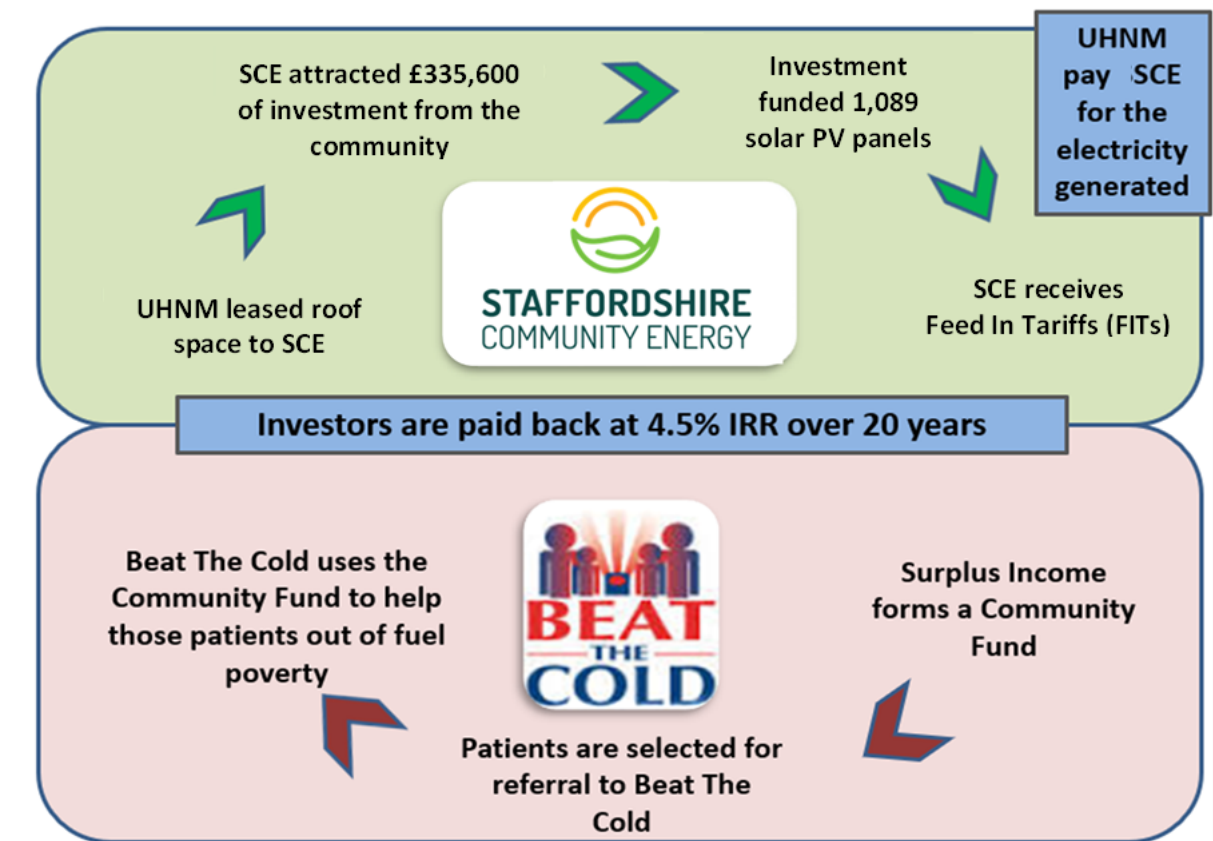 UHNM
pay SCE
for the
electricity
generated
SCE attracted £335,600
of investment from the
community
Investment
funded 1,089
solar PV panels
UHNM leased roof
space to SCE
STAFFORDSHIRE
COMMUNITY ENERGY
SCE receives
Feed In Tariffs (FITs)
Investors are paid back at 4.5% IRR over 20 years
Beat The Cold uses the
Community Fund to help
those patients out of fuel
poverty
BEAT
THE
COLD
Surplus Income
forms a Community
Fund
Patients are selected for
referral to Beat The
Cold